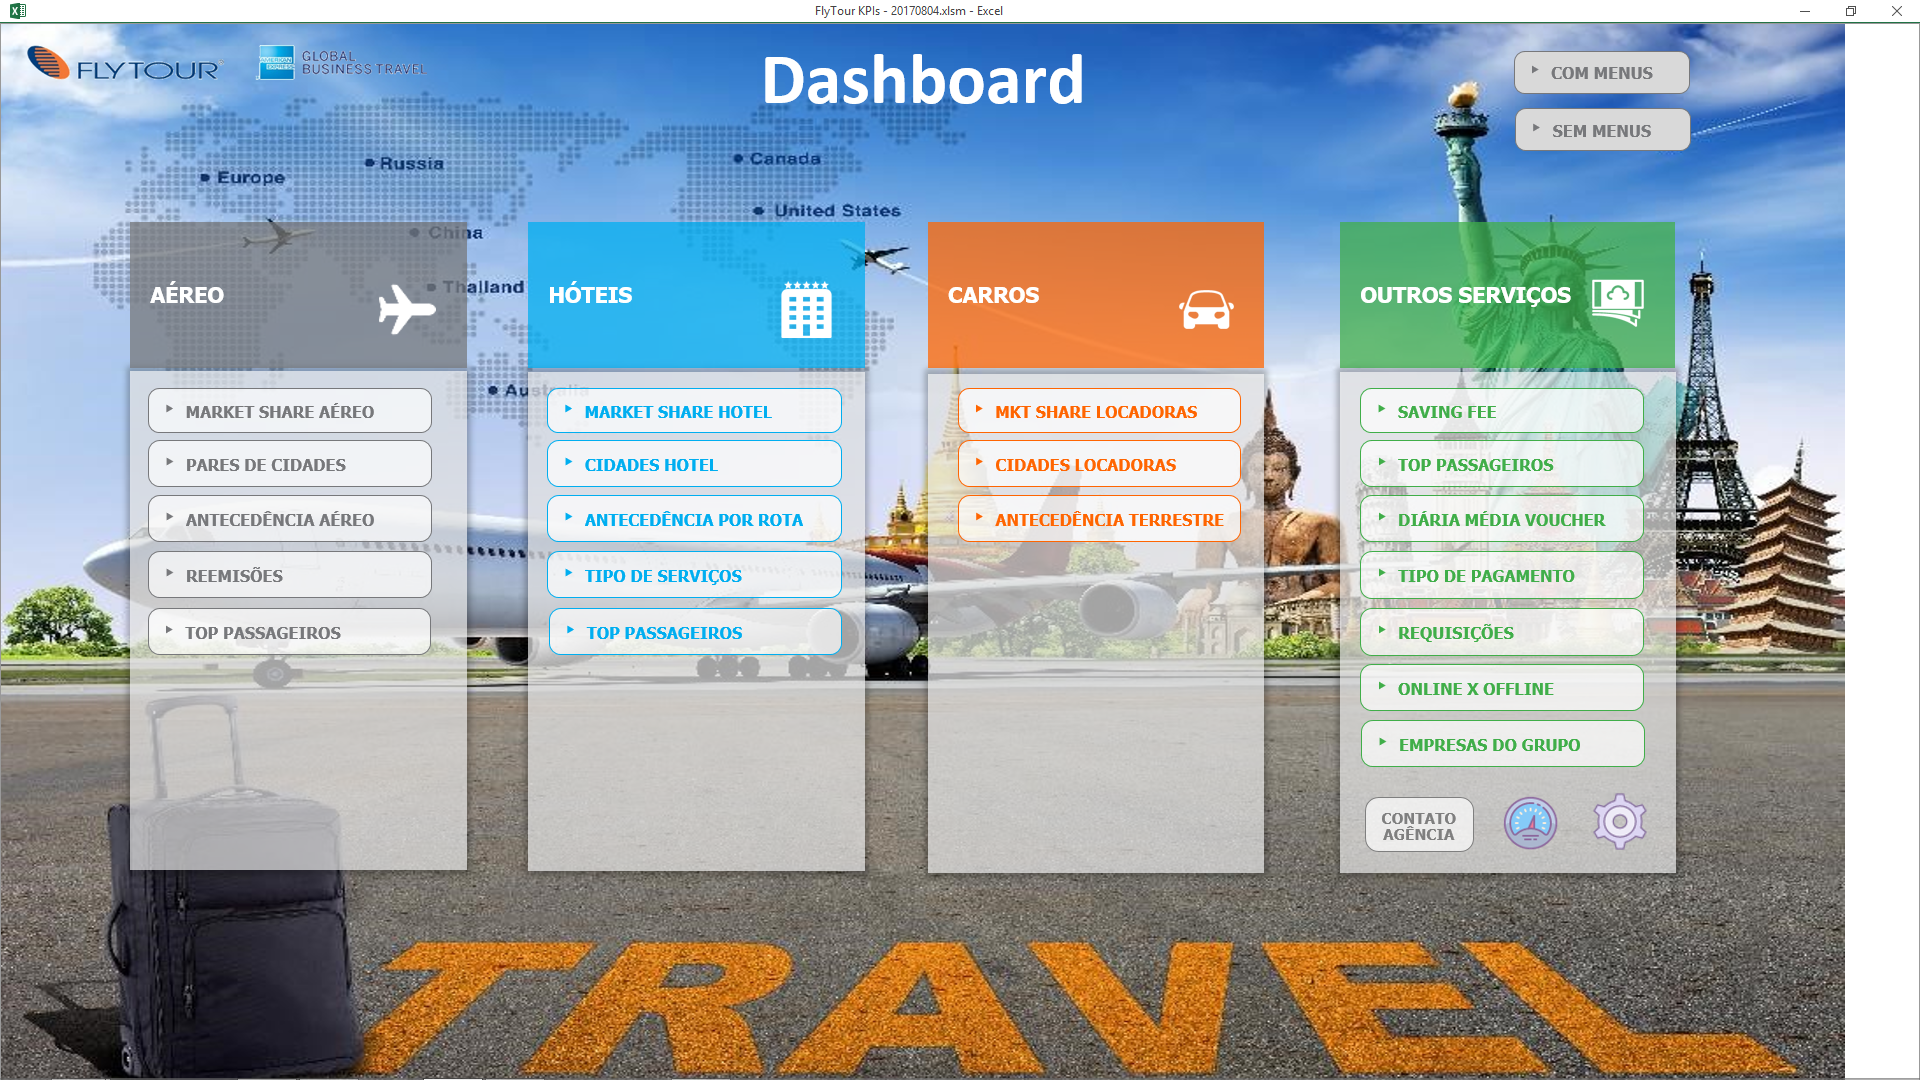 FlyTour KPIs - 20170804.xlsm - Excel
FLYTOUR
AMERICAN EXPRESS
GLOBAL
BUSINESS TRAVEL
Dashboard
COM MENUS
SEM MENUS
Russia
Europe
China
Thailand
Australia
Canada
United States
AÉREO
MARKET SHARE AÉREO
PARES DE CIDADES
ANTECEDÊNCIA AÉREO
REEMISÕES
TOP PASSAGEIROS
HÓTEIS
MARKET SHARE HOTEL
CIDADES HOTEL
ANTECEDÊNCIA POR ROTA
TIPO DE SERVIÇOS
TOP PASSAGEIROS
CARROS
MKT SHARE LOCADORAS
CIDADES LOCADORAS
ANTECEDÊNCIA TERRESTRE
OUTROS SERVIÇOS
SAVING FEE
TOP PASSAGEIROS
DIÁRIA MÉDIA VOUCHER
TIPO DE PAGAMENTO
REQUISIÇÕES
ONLINE X OFFLINE
EMPRESAS DO GRUPO
CONTATO
AGÊNCIA
TRAVEL